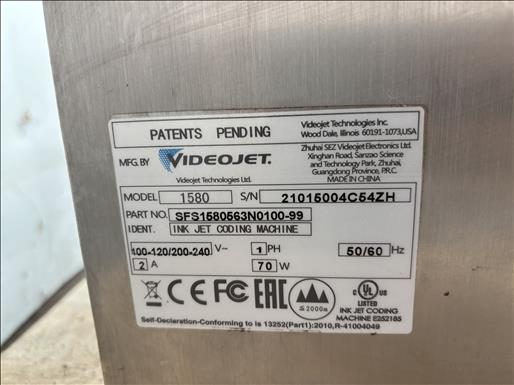 PATENTS PENDING
Videojet Technologies Inc.
Wood Dale, Illinois 60191-1073,USA
MFG. BY VIDEOJET.
Videojet Technologies Inc.
Zhuhai SEZ Videojet Electronics Ltd.
Xinghan Road, Sanzao Science
and Technology Park, Zhuhai,
Guangdong Province, P.R.C.
MADE IN CHINA
MODEL 1580 S/N 21015004C54ZH
PART NO. SFS1580563N0100-99
IDENT. INK JET CODING MACHINE
100-120/200-240 V~ 1 PH 50/60 Hz
2 A 70 W
CE FC EAC
≤2000m
c UL US
LISTED
INK JET CODING
MACHINE E252185
Self-Declaration-Conforming to is 13252(Part1):2010,R-41004049